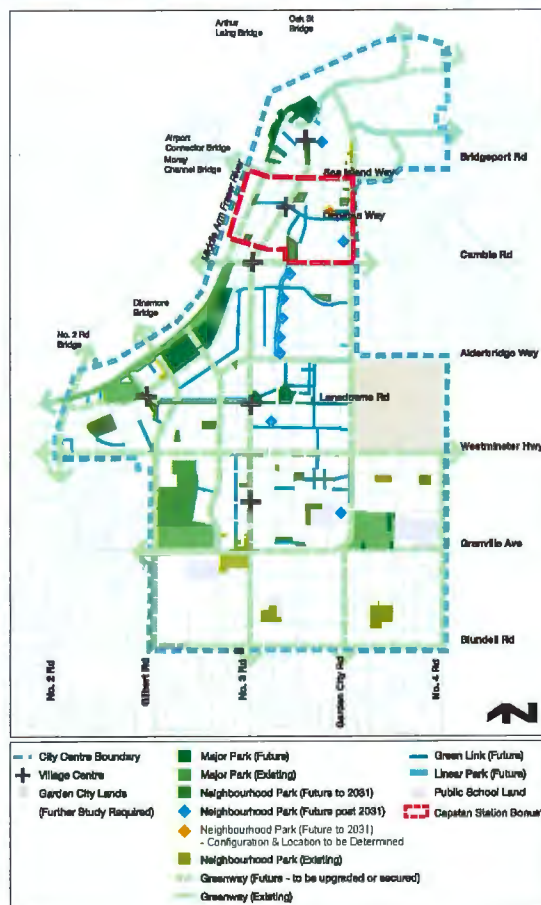 Arthur
Laing Bridge
Oak St
Bridge
Airport
Connector Bridge
Moray
Channel Bridge
Bridgeport Rd
Sea Island Way
Capstan Way
Middle Arm Fraser River
Cambie Rd
Dinsmore
Bridge
No. 2 Rd
Bridge
Alderbridge Way
Lansdowne Rd
Westminster Hwy
Granville Ave
Blundell Rd
No. 2 Rd
Gilbert Rd
No. 3 Rd
Garden City Rd
No. 4 Rd
N
City Centre Boundary
Village Centre
Garden City Lands
(Further Study Required)
Major Park (Future)
Major Park (Existing)
Neighbourhood Park (Future to 2031)
Neighbourhood Park (Future post 2031)
Neighbourhood Park (Future to 2031)
- Configuration & Location to be Determined
Neighbourhood Park (Existing)
Greenway (Future - to be upgraded or secured)
Greenway (Existing)
Green Link (Future)
Linear Park (Future)
Public School Land
Capstan Station Bonus